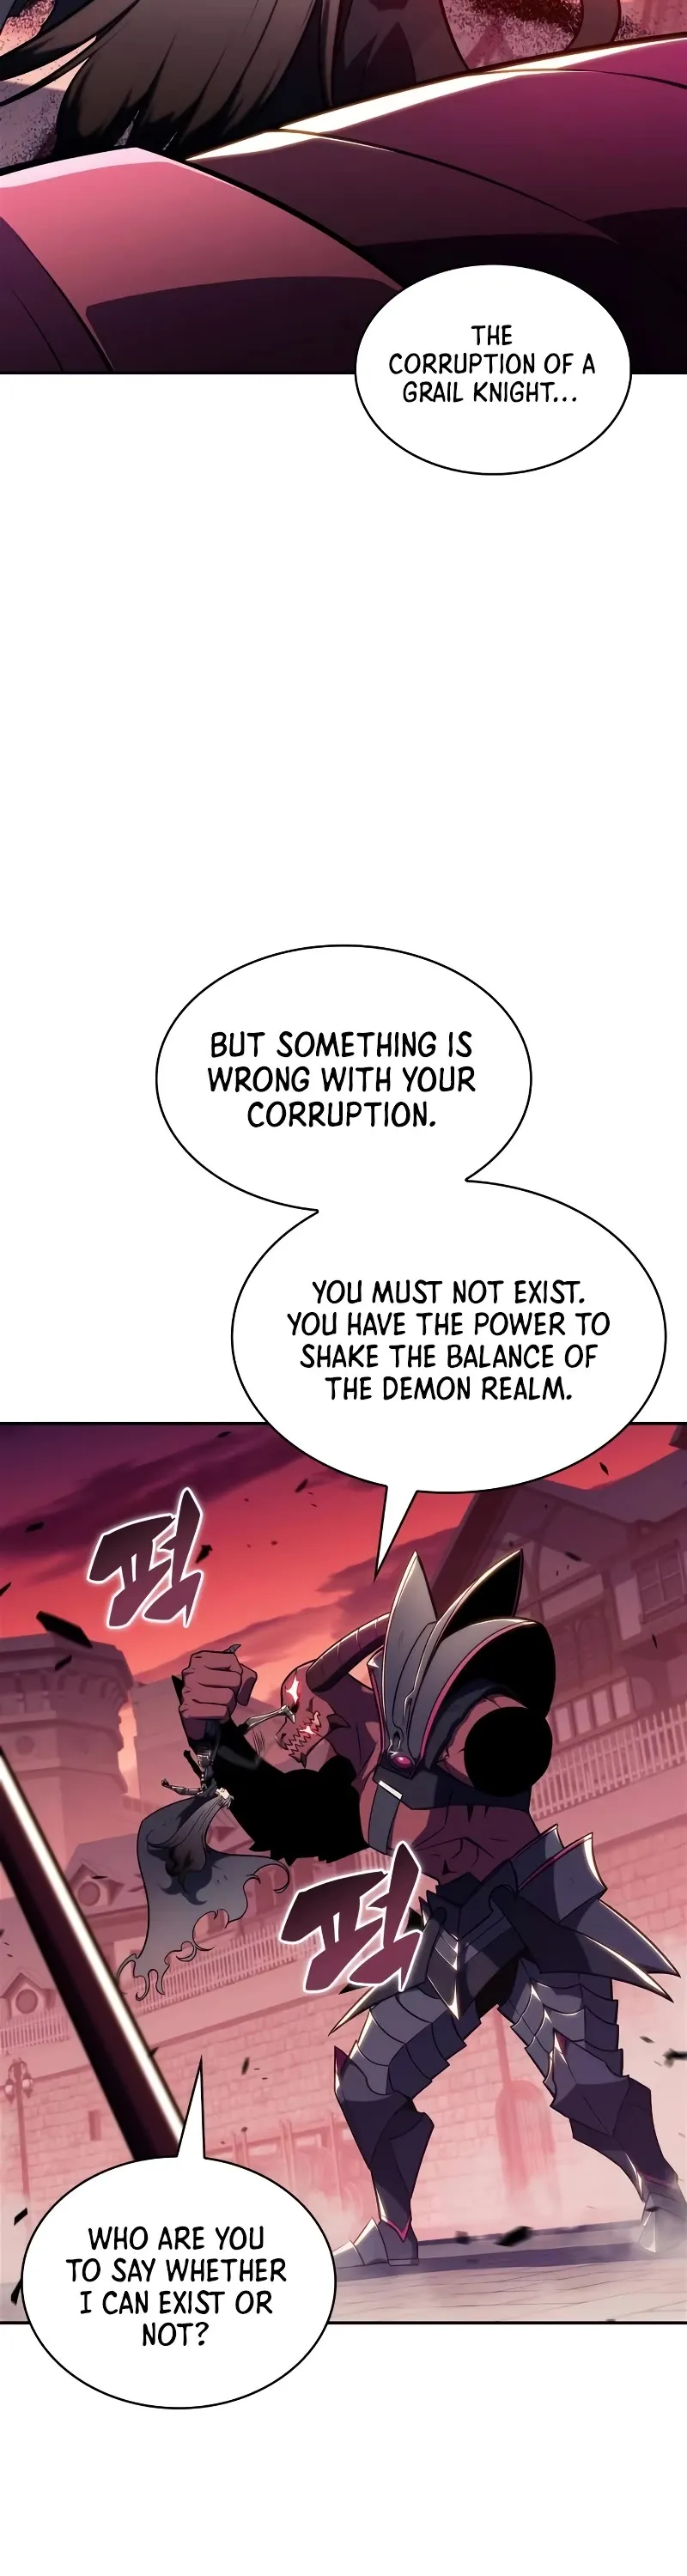 THE
CORRUPTION OF A
GRAIL KNIGHT...
BUT SOMETHING IS
WRONG WITH YOUR
CORRUPTION.
YOU MUST NOT EXIST.
YOU HAVE THE POWER TO
SHAKE THE BALANCE OF
THE DEMON REALM.
펵
펵
WHO ARE YOU
TO SAY WHETHER
I CAN EXIST OR
NOT?